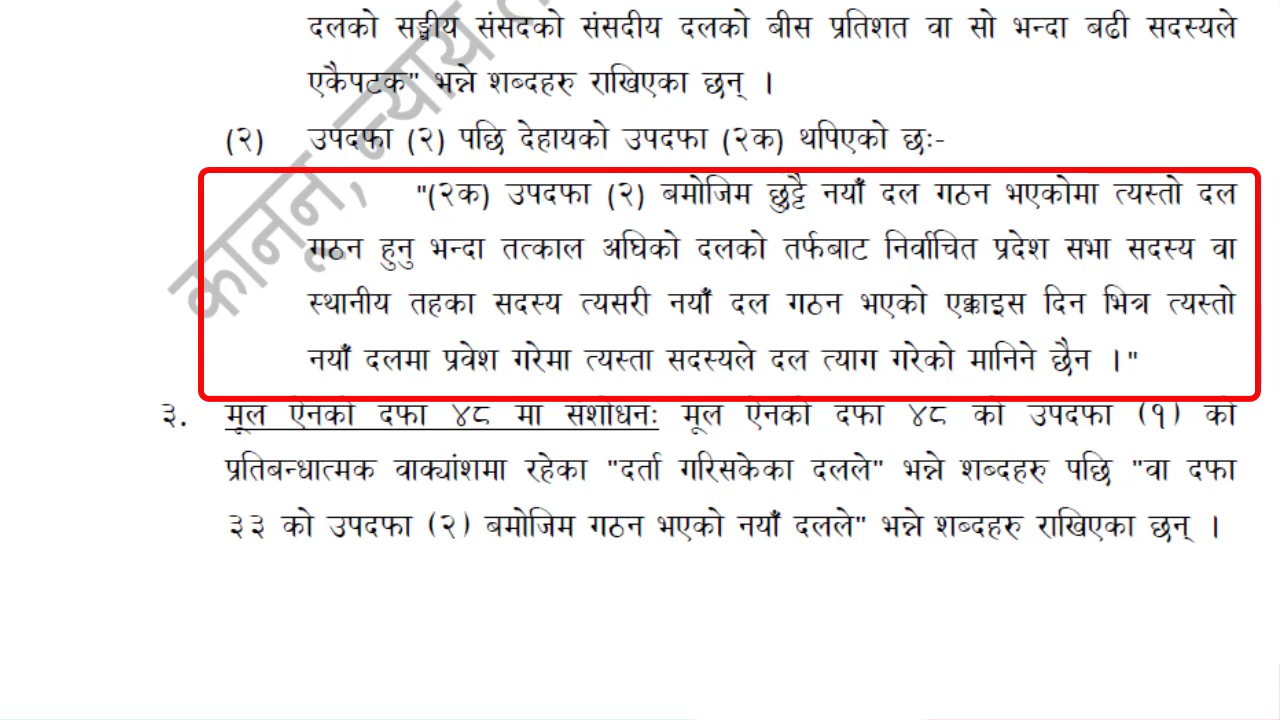 दलको सङ्घीय संसदको संसदीय दलको बीस प्रतिशत वा सो भन्दा बढी सदस्यले
एकैपटक" भन्ने शब्दहरु राखिएका छन् ।
(२) उपदफा (२) पछि देहायको उपदफा (२क) थपिएको छः-
"(२क) उपदफा (२) बमोजिम छुट्टै नयाँ दल गठन भएकोमा त्यस्तो दल
गठन हुनु भन्दा तत्काल अघिको दलको तर्फबाट निर्वाचित प्रदेश सभा सदस्य वा
स्थानीय तहका सदस्य त्यसरी नयाँ दल गठन भएको एक्काइस दिन भित्र त्यस्तो
नयाँ दलमा प्रवेश गरेमा त्यस्ता सदस्यले दल त्याग गरेको मानिने छैन ।"
३. मूल ऐनको दफा ४८ मा संशोधनः मूल ऐनको दफा ४८ को उपदफा (१) को
प्रतिबन्धात्मक वाक्यांशमा रहेका "दर्ता गरिसकेका दलले" भन्ने शब्दहरु पछि "वा दफा
३३ को उपदफा (२) बमोजिम गठन भएको नयाँ दलले" भन्ने शब्दहरु राखिएका छन् ।
कानून, न्याय त